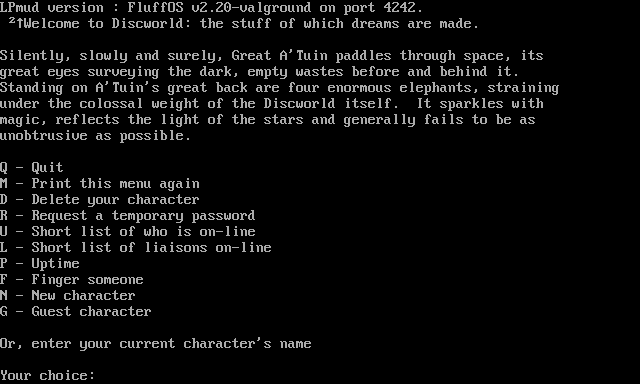 LPmud version : FluffOS v2.20-valground on port 4242.
²↑Welcome to Discworld: the stuff of which dreams are made.
Silently, slowly and surely, Great A'Tuin paddles through space, its
great eyes surveying the dark, empty wastes before and behind it.
Standing on A'Tuin's great back are four enormous elephants, straining
under the colossal weight of the Discworld itself.  It sparkles with
magic, reflects the light of the stars and generally fails to be as
unobtrusive as possible.
Q - Quit
M - Print this menu again
D - Delete your character
R - Request a temporary password
U - Short list of who is on-line
L - Short list of liaisons on-line
P - Uptime
F - Finger someone
N - New character
G - Guest character
Or, enter your current character's name
Your choice: